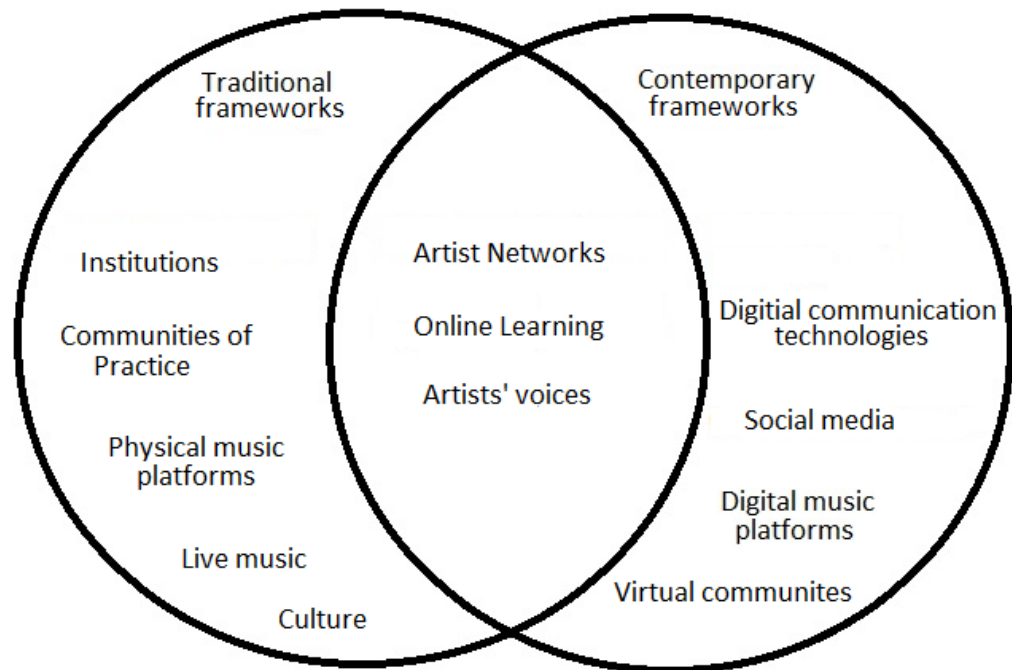 Traditional
frameworks
Institutions
Communities of
Practice
Physical music
platforms
Live music
Culture
Artist Networks
Online Learning
Artists' voices
Contemporary
frameworks
Digitial communication
technologies
Social media
Digital music
platforms
Virtual communites